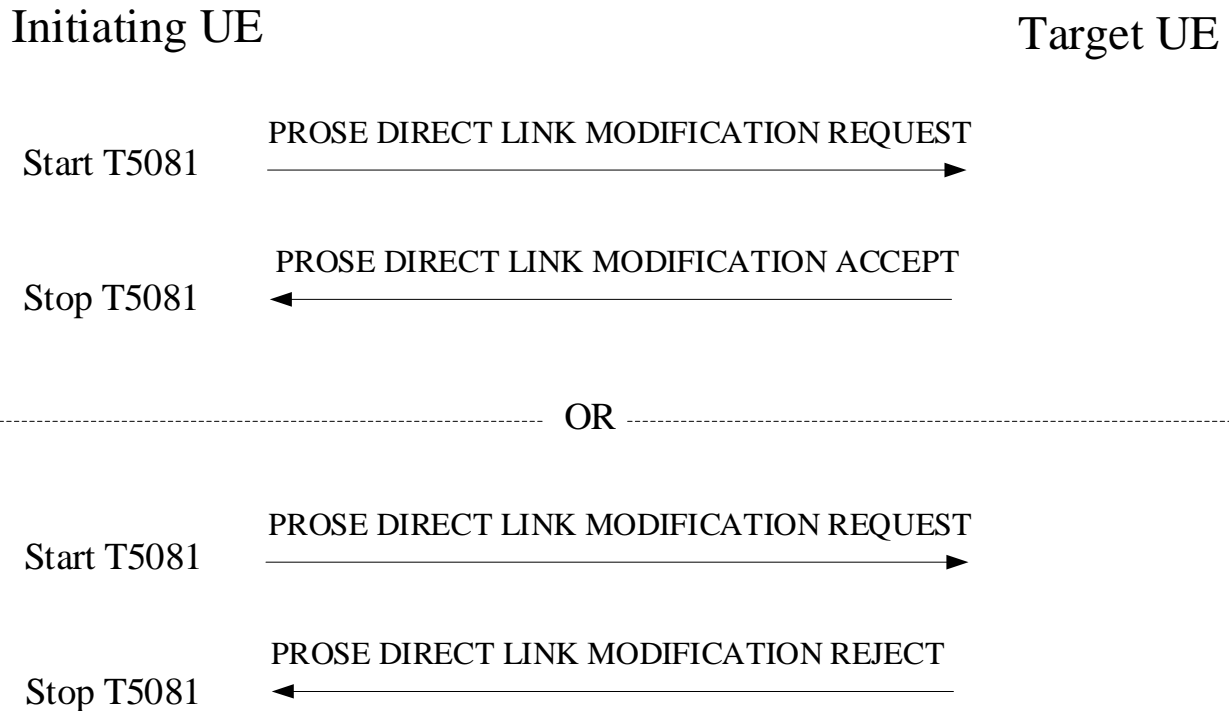 Initiating UE
Target UE
PROSE DIRECT LINK MODIFICATION REQUEST
Start T5081
PROSE DIRECT LINK MODIFICATION ACCEPT
Stop T5081
OR
PROSE DIRECT LINK MODIFICATION REQUEST
Start T5081
PROSE DIRECT LINK MODIFICATION REJECT
Stop T5081